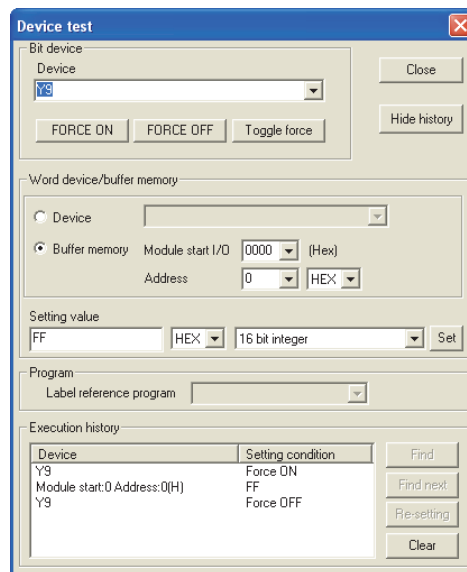 Device test
Bit device
Device
Y9
Close
FORCE ON FORCE OFF Toggle force
Hide history
Word device/buffer memory
Device
Buffer memory Module start I/O 0000 (Hex)
Address 0 HEX
Setting value
FF HEX 16 bit integer Set
Program
Label reference program
Execution history
Device Setting condition
Y9 Force ON
Module start:0 Address:0(H) FF
Y9 Force OFF
Find
Find next
Re-setting
Clear